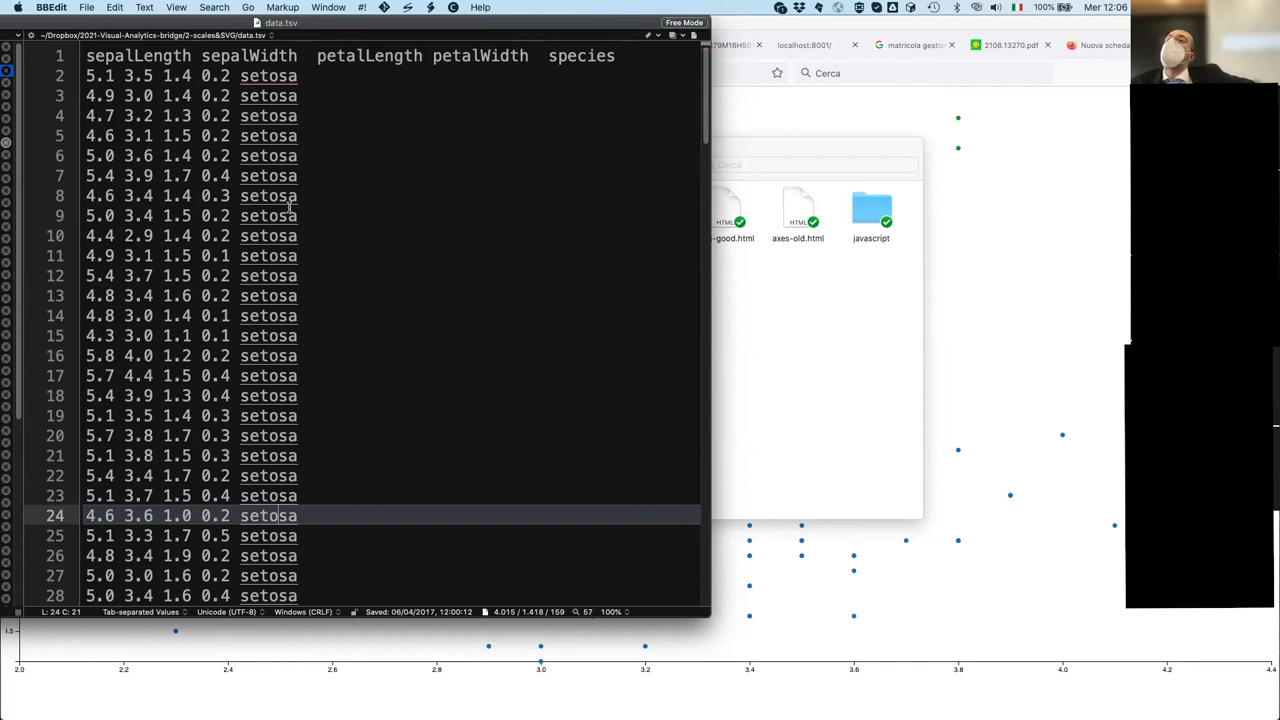 BBEdit File Edit Text View Search Go Markup Window #! Help 100% Mer 12:06
data.tsv Free Mode
~/Dropbox/2021-Visual-Analytics-bridge/2-scales&SVG/data.tsv
localhost:8001/ matricola gestion 2108.13270.pdf Nuova scheda
Cerca
Cerca
1 sepalLength sepalWidth petalLength petalWidth species
2 5.1 3.5 1.4 0.2 setosa
3 4.9 3.0 1.4 0.2 setosa
4 4.7 3.2 1.3 0.2 setosa
5 4.6 3.1 1.5 0.2 setosa
6 5.0 3.6 1.4 0.2 setosa
7 5.4 3.9 1.7 0.4 setosa
8 4.6 3.4 1.4 0.3 setosa
9 5.0 3.4 1.5 0.2 setosa
10 4.4 2.9 1.4 0.2 setosa
11 4.9 3.1 1.5 0.1 setosa
12 5.4 3.7 1.5 0.2 setosa
13 4.8 3.4 1.6 0.2 setosa
14 4.8 3.0 1.4 0.1 setosa
15 4.3 3.0 1.1 0.1 setosa
16 5.8 4.0 1.2 0.2 setosa
17 5.7 4.4 1.5 0.4 setosa
18 5.4 3.9 1.3 0.4 setosa
19 5.1 3.5 1.4 0.3 setosa
20 5.7 3.8 1.7 0.3 setosa
21 5.1 3.8 1.5 0.3 setosa
22 5.4 3.4 1.7 0.2 setosa
23 5.1 3.7 1.5 0.4 setosa
24 4.6 3.6 1.0 0.2 setosa
25 5.1 3.3 1.7 0.5 setosa
26 4.8 3.4 1.9 0.2 setosa
27 5.0 3.0 1.6 0.2 setosa
28 5.0 3.4 1.6 0.4 setosa
HTML HTML
-good.html axes-old.html javascript
L: 24 C: 21 Tab-separated Values Unicode (UTF-8) Windows (CRLF) Saved: 06/04/2017, 12:00:12 4.015 / 1.418 / 159 57 100%
1.5
2.0 2.2 2.4 2.6 2.8 3.0 3.2 3.4 3.6 3.8 4.0 4.2 4.4